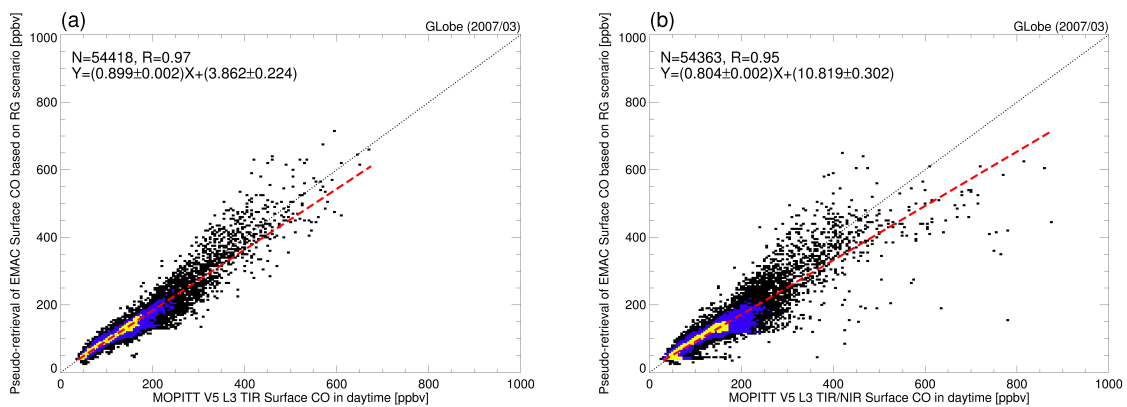 (a)
GLobe (2007/03)
N=54418, R=0.97
Y=(0.899±0.002)X+(3.862±0.224)
Pseudo-retrieval of EMAC Surface CO based on RG scenario [ppbv]
1000
800
600
400
200
0
0 200 400 600 800 1000
MOPITT V5 L3 TIR Surface CO in daytime [ppbv]
(b)
GLobe (2007/03)
N=54363, R=0.95
Y=(0.804±0.002)X+(10.819±0.302)
Pseudo-retrieval of EMAC Surface CO based on RG scenario [ppbv]
1000
800
600
400
200
0
0 200 400 600 800 1000
MOPITT V5 L3 TIR/NIR Surface CO in daytime [ppbv]